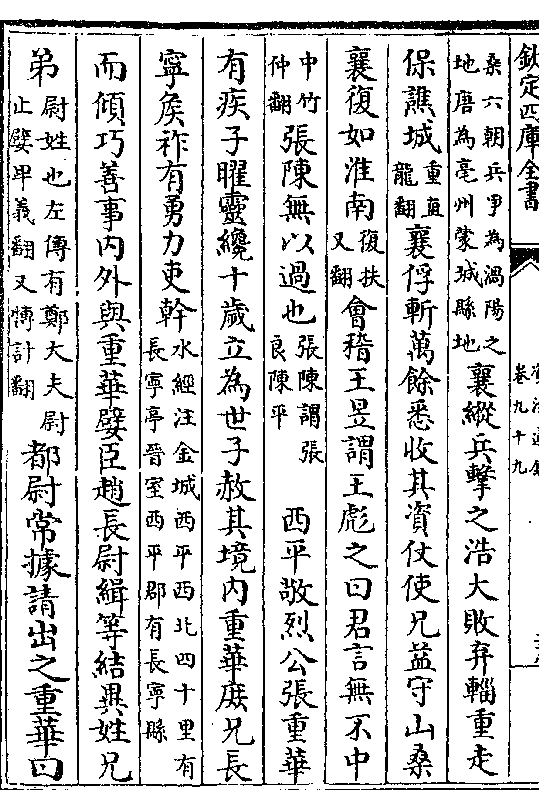 欽定四庫全書
卷九十九
桑六朝兵爭為渦陽之
地唐為亳州蒙城縣地
襄縱兵擊之浩大敗弃輜重走
保譙城
重直
龍翻
襄俘斬萬餘悉收其資仗使兄益守山桑
襄復如淮南
復扶
又翻
會稽王昱謂王彪之曰君言無不中
中竹
仲翻
張陳無以過也
張陳謂張
良陳平
西平敬烈公張重華
有疾子曜靈纔十歲立為世子赦其境内重華庶兄長
寧侯祚有勇力吏幹
水經注金城西平西北四十里有
長寧亭晉室西平郡有長寧縣
而傾巧善事内外與重華嬖臣趙長尉緝等結異姓兄
弟
尉姓也左傳有鄭大夫尉
止嬖卑義翻又博計翻
都尉常據請出之重華曰